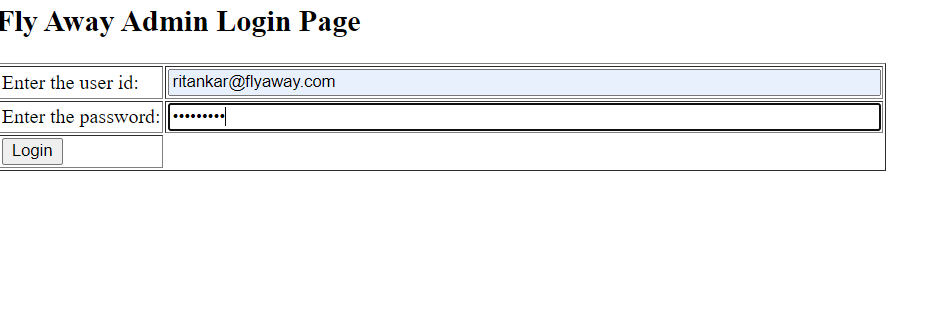 Fly Away Admin Login Page
Enter the user id: ritankar@flyaway.com
Enter the password: •••••••••
Login